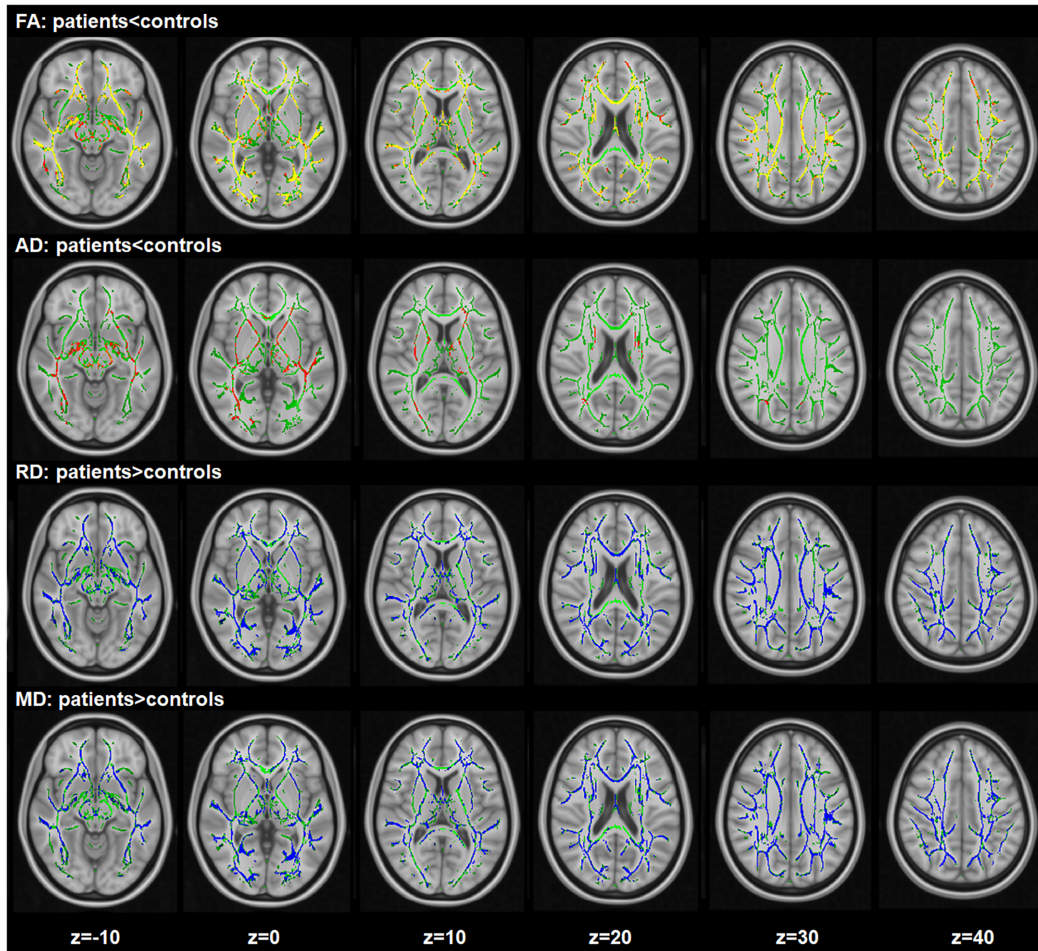 FA: patients<controls
AD: patients<controls
RD: patients>controls
MD: patients>controls
z=-10 z=0 z=10 z=20 z=30 z=40